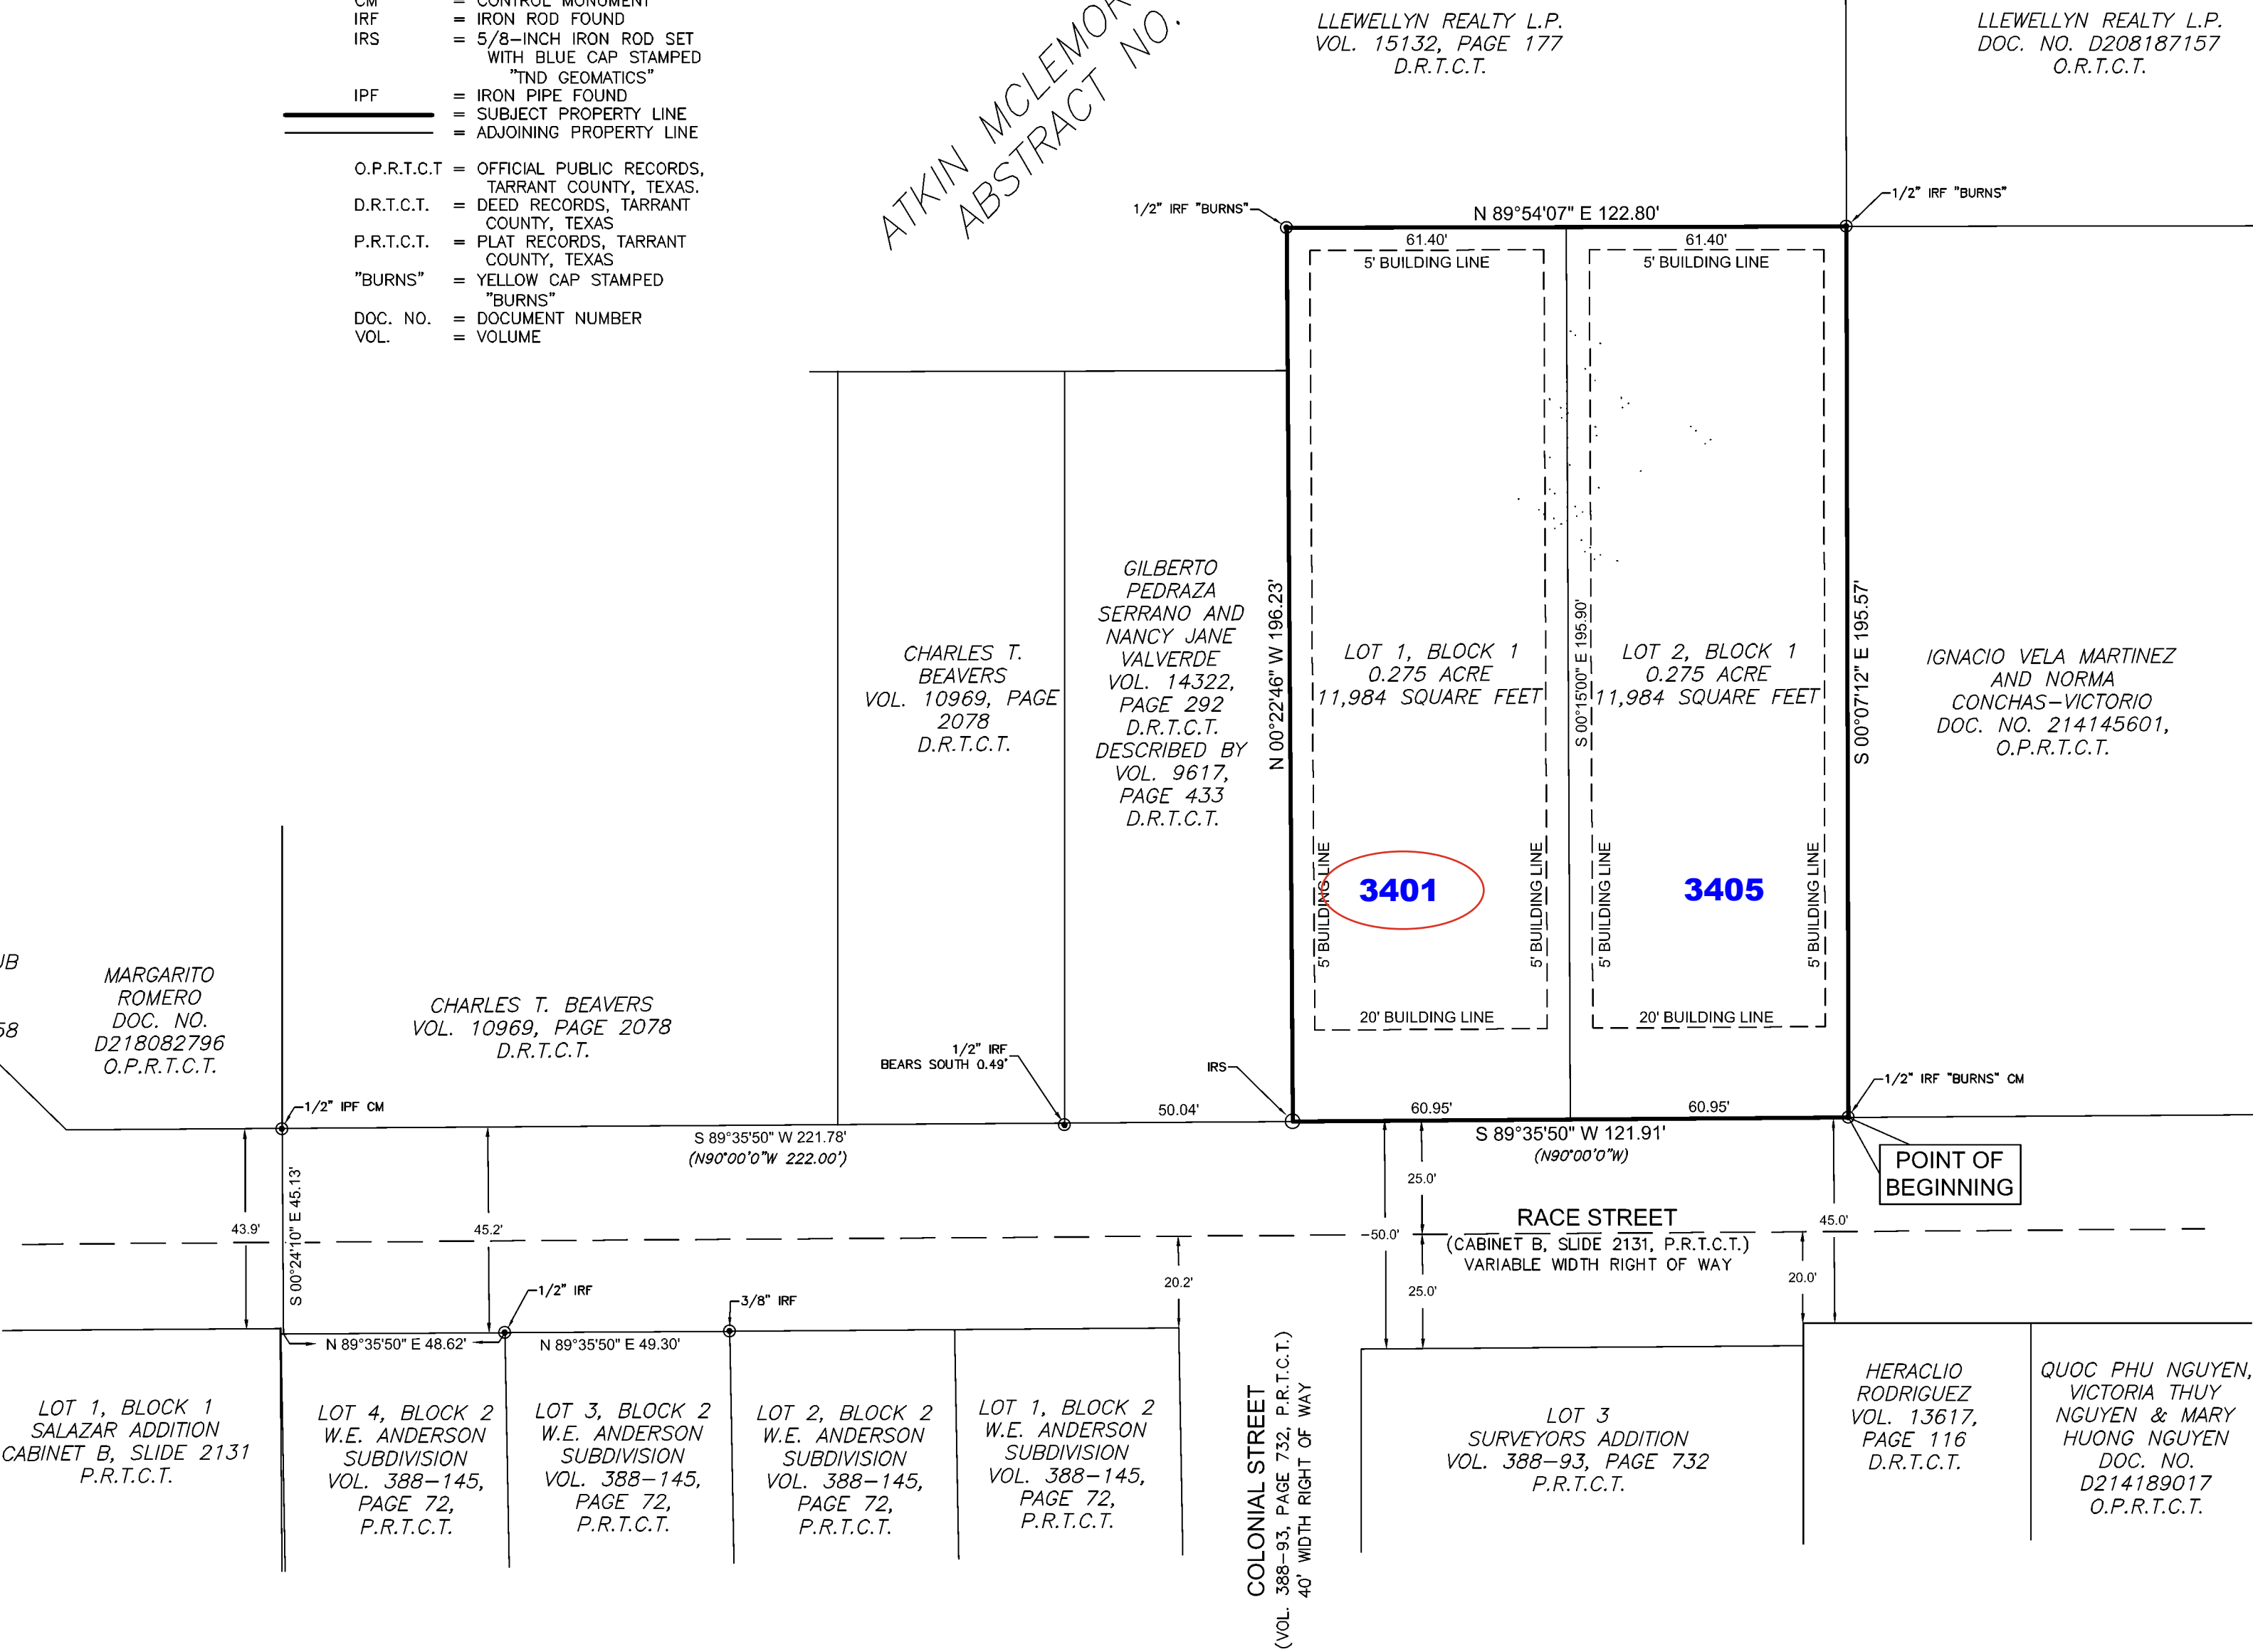 CM = CONTROL MONUMENT
IRF = IRON ROD FOUND
IRS = 5/8-INCH IRON ROD SET
WITH BLUE CAP STAMPED
"TND GEOMATICS"
IPF = IRON PIPE FOUND
= SUBJECT PROPERTY LINE
= ADJOINING PROPERTY LINE
O.P.R.T.C.T = OFFICIAL PUBLIC RECORDS,
TARRANT COUNTY, TEXAS.
D.R.T.C.T. = DEED RECORDS, TARRANT
COUNTY, TEXAS
P.R.T.C.T. = PLAT RECORDS, TARRANT
COUNTY, TEXAS
"BURNS" = YELLOW CAP STAMPED
"BURNS"
DOC. NO. = DOCUMENT NUMBER
VOL. = VOLUME
ATKIN
ABSTRACT NO.
LLEWELLYN REALTY L.P.
VOL. 15132, PAGE 177
D.R.T.C.T.
LLEWELLYN REALTY L.P.
DOC. NO. D208187157
O.R.T.C.T.
1/2" IRF "BURNS"
N 89°54'07" E 122.80'
1/2" IRF "BURNS"
61.40'
61.40'
5' BUILDING LINE
5' BUILDING LINE
CHARLES T.
BEAVERS
VOL. 10969, PAGE
2078
D.R.T.C.T.
GILBERTO
PEDRAZA
SERRANO AND
NANCY JANE
VALVERDE
VOL. 14322,
PAGE 292
D.R.T.C.T.
DESCRIBED BY
VOL. 9617,
PAGE 433
D.R.T.C.T.
N 00°22'46" W 196.23'
LOT 1, BLOCK 1
0.275 ACRE
11,984 SQUARE FEET
S 00°15'00" E 195.90'
LOT 2, BLOCK 1
0.275 ACRE
11,984 SQUARE FEET
S 00°07'12" E 195.57'
IGNACIO VELA MARTINEZ
AND NORMA
CONCHAS-VICTORIO
DOC. NO. 214145601,
O.P.R.T.C.T.
5' BUILDING LINE
3401
5' BUILDING LINE
5' BUILDING LINE
3405
5' BUILDING LINE
20' BUILDING LINE
20' BUILDING LINE
MARGARITO
ROMERO
DOC. NO.
D218082796
O.P.R.T.C.T.
CHARLES T. BEAVERS
VOL. 10969, PAGE 2078
D.R.T.C.T.
1/2" IRF
BEARS SOUTH 0.49'
IRS
1/2" IRF "BURNS" CM
1/2" IPF CM
50.04'
60.95'
60.95'
S 89°35'50" W 221.78'
(N90°00'0"W 222.00')
S 89°35'50" W 121.91'
(N90°00'0"W)
POINT OF
BEGINNING
43.9'
S 00°24'10" E 45.13'
45.2'
25.0'
50.0'
RACE STREET
(CABINET B, SLIDE 2131, P.R.T.C.T.)
VARIABLE WIDTH RIGHT OF WAY
45.0'
20.2'
25.0'
20.0'
1/2" IRF
3/8" IRF
N 89°35'50" E 48.62'
N 89°35'50" E 49.30'
LOT 1, BLOCK 1
SALAZAR ADDITION
CABINET B, SLIDE 2131
P.R.T.C.T.
LOT 4, BLOCK 2
W.E. ANDERSON
SUBDIVISION
VOL. 388-145,
PAGE 72,
P.R.T.C.T.
LOT 3, BLOCK 2
W.E. ANDERSON
SUBDIVISION
VOL. 388-145,
PAGE 72,
P.R.T.C.T.
LOT 2, BLOCK 2
W.E. ANDERSON
SUBDIVISION
VOL. 388-145,
PAGE 72,
P.R.T.C.T.
LOT 1, BLOCK 2
W.E. ANDERSON
SUBDIVISION
VOL. 388-145,
PAGE 72,
P.R.T.C.T.
COLONIAL STREET
(VOL. 388-93, PAGE 732, P.R.T.C.T.)
40' WIDTH RIGHT OF WAY
LOT 3
SURVEYORS ADDITION
VOL. 388-93, PAGE 732
P.R.T.C.T.
HERACLIO
RODRIGUEZ
VOL. 13617,
PAGE 116
D.R.T.C.T.
QUOC PHU NGUYEN,
VICTORIA THUY
NGUYEN & MARY
HUONG NGUYEN
DOC. NO.
D214189017
O.P.R.T.C.T.